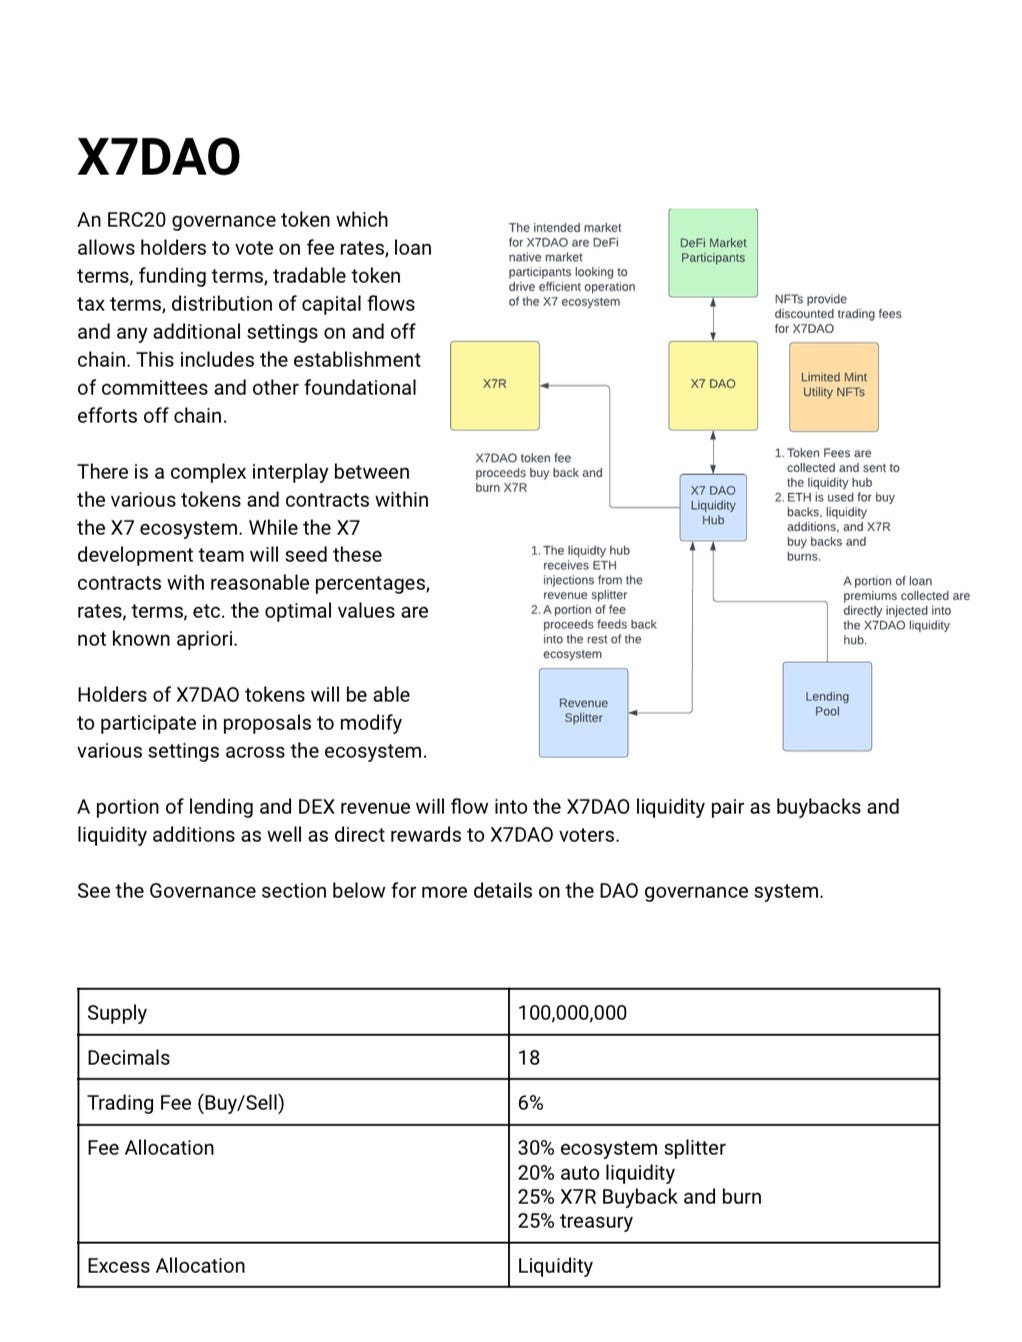 X7DAO
An ERC20 governance token which
allows holders to vote on fee rates, loan
terms, funding terms, tradable token
tax terms, distribution of capital flows
and any additional settings on and off
chain. This includes the establishment
of committees and other foundational
efforts off chain.
There is a complex interplay between
the various tokens and contracts within
the X7 ecosystem. While the X7
development team will seed these
contracts with reasonable percentages,
rates, terms, etc. the optimal values are
not known apriori.
Holders of X7DAO tokens will be able
to participate in proposals to modify
various settings across the ecosystem.
The intended market
for X7DAO are DeFi
native market
participants looking to
drive efficient operation
of the X7 ecosystem
DeFi Market
Participants
NFTs provide
discounted trading fees
for X7DAO
X7R
X7 DAO
Limited Mint
Utility NFTs
X7DAO token fee
proceeds buy back and
burn X7R
X7 DAO
Liquidity
Hub
1. Token Fees are
collected and sent to
the liquidity hub
2. ETH is used for buy
backs, liquidity
additions, and X7R
buy backs and
burns.
1. The liquidty hub
receives ETH
injections from the
revenue splitter
2. A portion of fee
proceeds feeds back
into the rest of the
ecosystem
A portion of loan
premiums collected are
directly injected into
the X7DAO liquidity
hub.
Revenue
Splitter
Lending
Pool
A portion of lending and DEX revenue will flow into the X7DAO liquidity pair as buybacks and
liquidity additions as well as direct rewards to X7DAO voters.
See the Governance section below for more details on the DAO governance system.
Supply 100,000,000
Decimals 18
Trading Fee (Buy/Sell) 6%
Fee Allocation 30% ecosystem splitter
20% auto liquidity
25% X7R Buyback and burn
25% treasury
Excess Allocation Liquidity